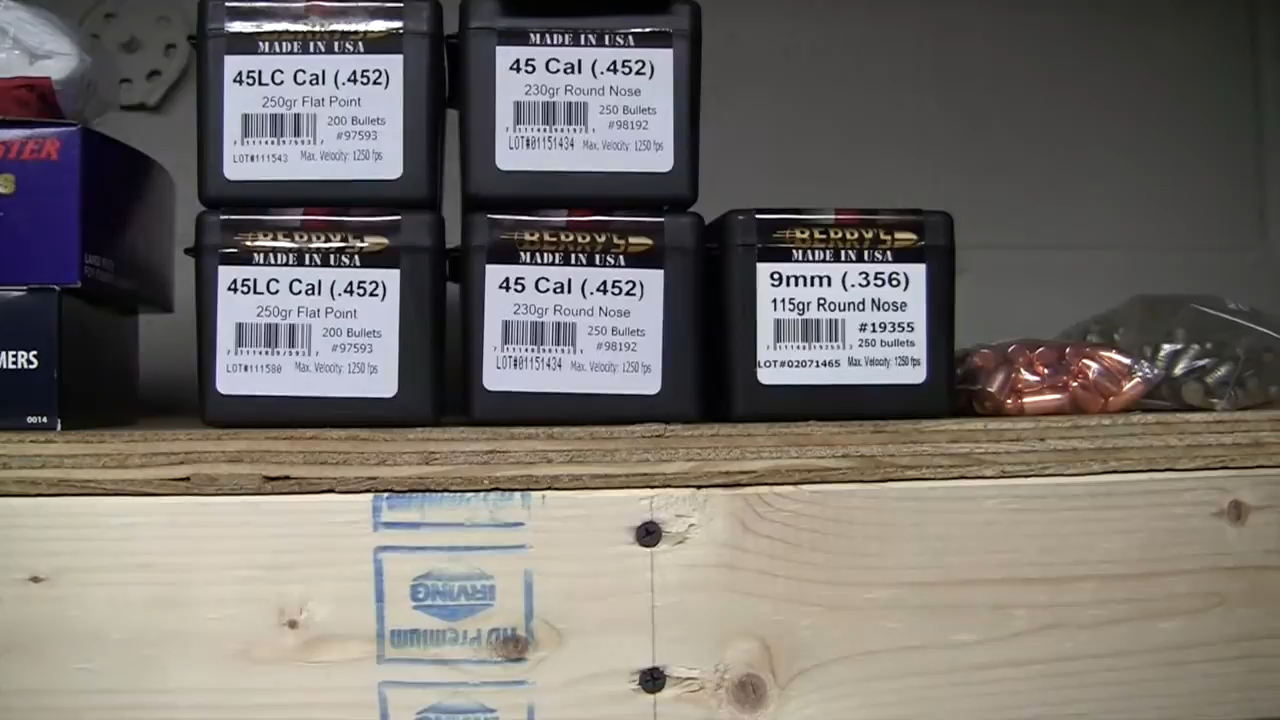 BERRY'S
MADE IN USA
45LC Cal (.452)
250gr Flat Point
200 Bullets
#97593
LOT#111543 Max. Velocity: 1250 fps
MADE IN USA
45 Cal (.452)
230gr Round Nose
250 Bullets
#98192
LOT#01151434 Max. Velocity: 1250 fps
STER
S
MERS
0014
BERRY'S
MADE IN USA
45LC Cal (.452)
250gr Flat Point
200 Bullets
#97593
LOT#111580 Max. Velocity: 1250 fps
BERRY'S
MADE IN USA
45 Cal (.452)
230gr Round Nose
250 Bullets
#98192
LOT#01151434 Max. Velocity: 1250 fps
BERRY'S
MADE IN USA
9mm (.356)
115gr Round Nose
#19355
250 bullets
LOT#02071465 Max. Velocity: 1250 fps
IRVING
HD Premium